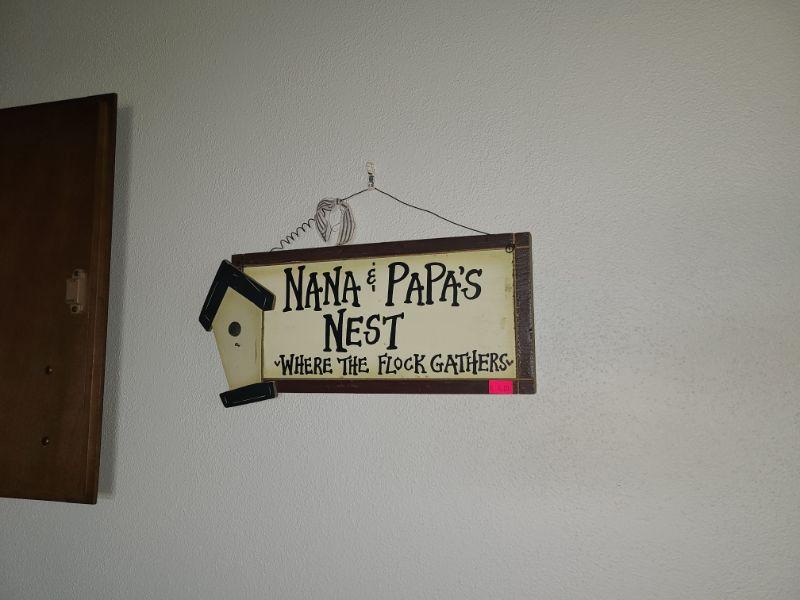 NANA & PAPA'S
NEST
WHERE THE FLOCK GATHERS